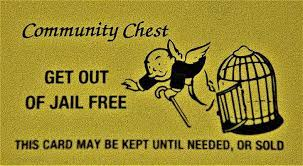 Community Chest
GET OUT
OF JAIL FREE
THIS CARD MAY BE KEPT UNTIL NEEDED, OR SOLD